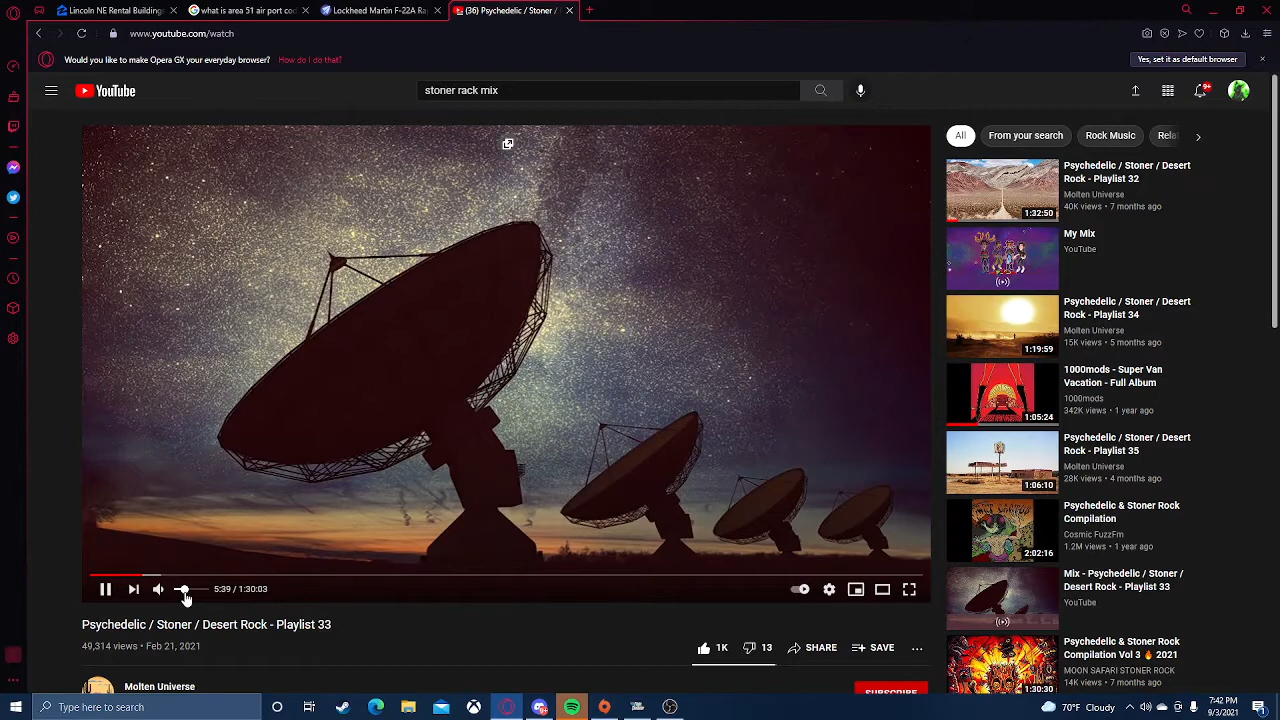 Lincoln NE Rental Buildings
what is area 51 air port cod
Lockheed Martin F-22A Ra
(36) Psychedelic / Stoner /
www.youtube.com/watch
Would you like to make Opera GX your everyday browser? How do I do that?
Yes, set as default browser
YouTube
stoner rack mix
9+
All
From your search
Rock Music
Rela
Psychedelic / Stoner / Desert
Rock - Playlist 32
Molten Universe
40K views • 7 months ago
1:32:50
My Mix
YouTube
Psychedelic / Stoner / Desert
Rock - Playlist 34
Molten Universe
15K views • 5 months ago
1:19:59
1000mods - Super Van
Vacation - Full Album
1000mods
342K views • 1 year ago
1:05:24
Psychedelic / Stoner / Desert
Rock - Playlist 35
Molten Universe
28K views • 4 months ago
1:06:10
Psychedelic & Stoner Rock
Compilation
Cosmic FuzzFm
1.2M views • 1 year ago
2:02:16
Mix - Psychedelic / Stoner /
Desert Rock - Playlist 33
YouTube
Psychedelic & Stoner Rock
Compilation Vol 3 🔥 2021
MOON SAFARI STONER ROCK
114K views • 7 months ago
1:30:30
5:39 / 1:30:03
Psychedelic / Stoner / Desert Rock - Playlist 33
49,314 views • Feb 21, 2021
1K
13
SHARE
SAVE
Molten Universe
SUBSCRIBE
Type here to search
70°F Mostly sunny
7:42 PM
9/3/2021